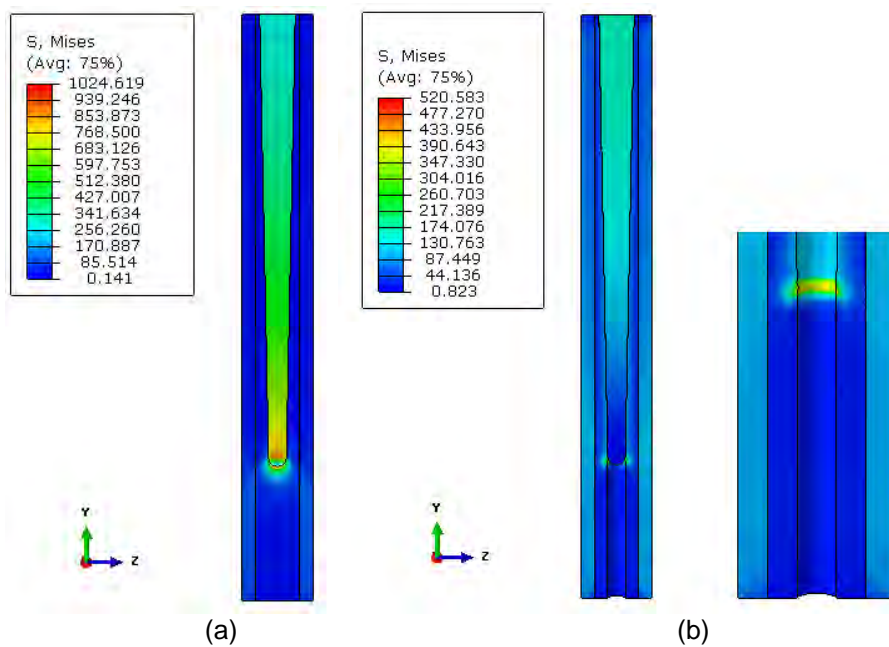 S, Mises
(Avg: 75%)
1024.619
939.246
853.873
768.500
683.126
597.753
512.380
427.007
341.634
256.260
170.887
85.514
0.141
Y
Z
(a)
S, Mises
(Avg: 75%)
520.583
477.270
433.956
390.643
347.330
304.016
260.703
217.389
174.076
130.763
87.449
44.136
0.823
Y
Z
(b)